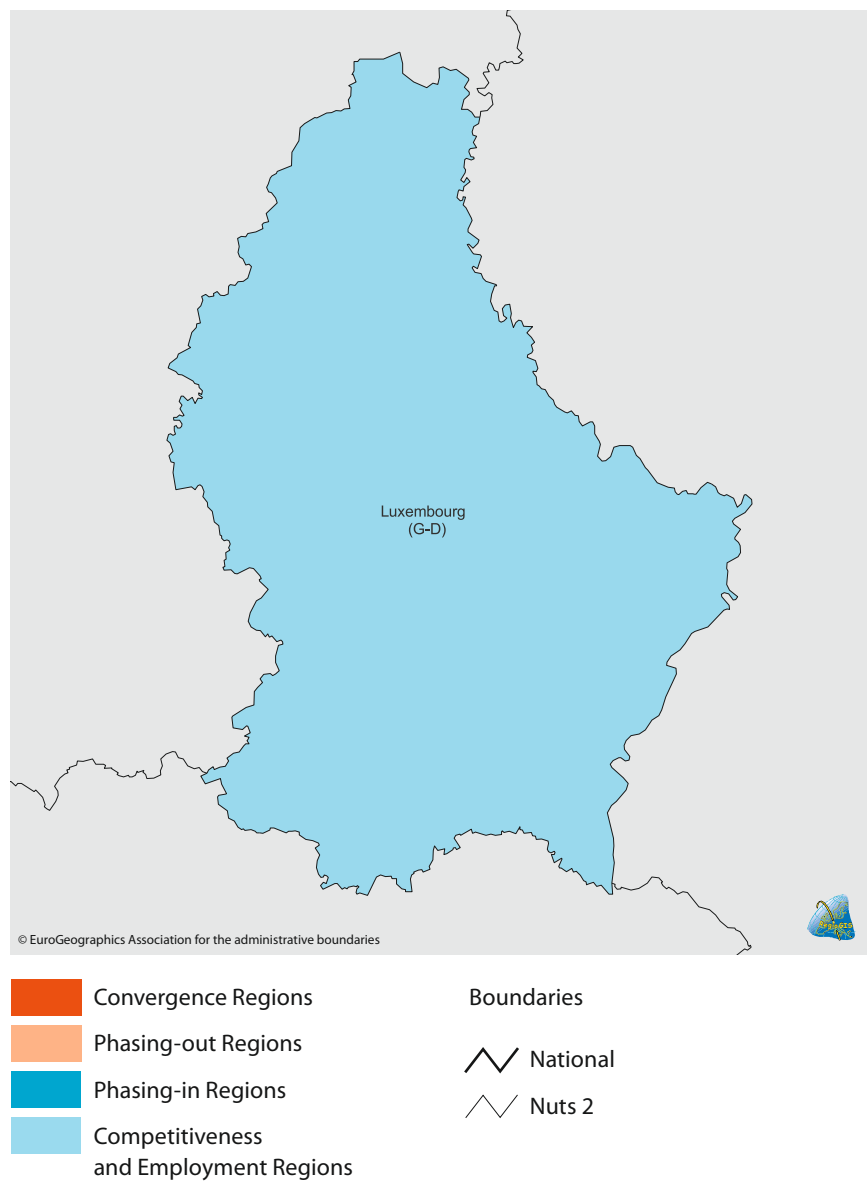 Luxembourg
(G-D)
© EuroGeographics Association for the administrative boundaries
RegioGIS
Convergence Regions
Phasing-out Regions
Phasing-in Regions
Competitiveness
and Employment Regions
Boundaries
National
Nuts 2